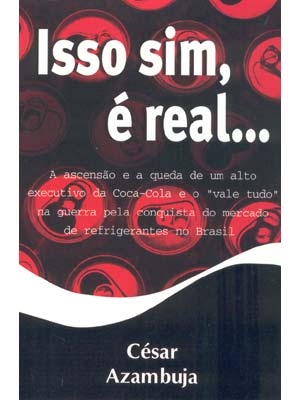 Isso sim,
é real...
A ascensão e a queda de um alto
executivo da Coca-Cola e o "vale tudo"
na guerra pela conquista do mercado
de refrigerantes no Brasil
César
Azambuja